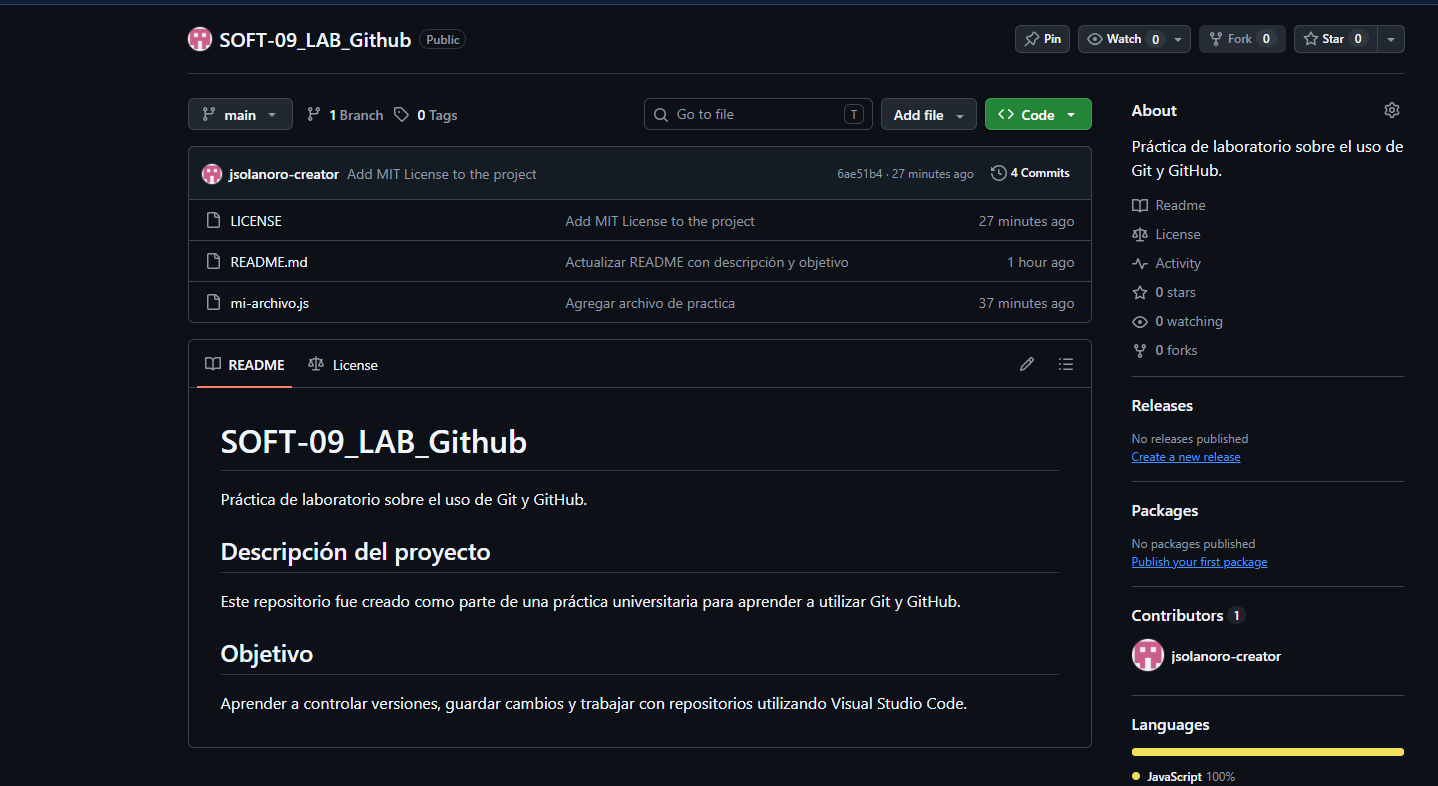 SOFT-09_LAB_Github Public Pin Watch 0 Fork 0 Star 0
main 1 Branch 0 Tags Go to file T Add file Code
jsolanoro-creator Add MIT License to the project 6ae51b4 · 27 minutes ago 4 Commits
LICENSE Add MIT License to the project 27 minutes ago
README.md Actualizar README con descripción y objetivo 1 hour ago
mi-archivo.js Agregar archivo de practica 37 minutes ago
README License
SOFT-09_LAB_Github
Práctica de laboratorio sobre el uso de Git y GitHub.
Descripción del proyecto
Este repositorio fue creado como parte de una práctica universitaria para aprender a utilizar Git y GitHub.
Objetivo
Aprender a controlar versiones, guardar cambios y trabajar con repositorios utilizando Visual Studio Code.
About
Práctica de laboratorio sobre el uso de
Git y GitHub.
Readme
License
Activity
0 stars
0 watching
0 forks
Releases
No releases published
Create a new release
Packages
No packages published
Publish your first package
Contributors 1
jsolanoro-creator
Languages
JavaScript 100%